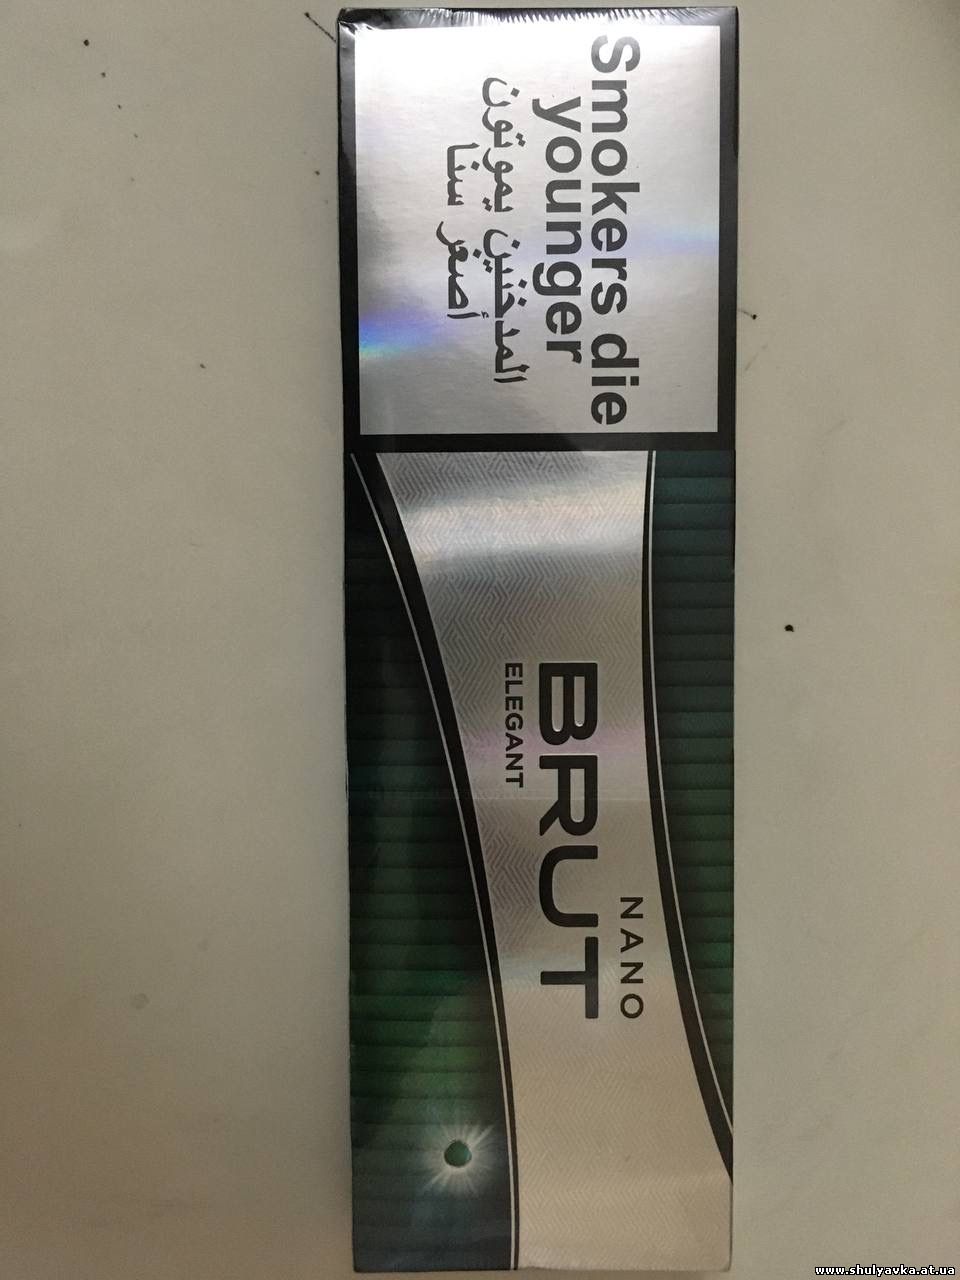 Smokers die
younger
المدخنين يموتون
أصغر سنا
NANO
BRUT
ELEGANT
www.shulyavka.at.ua